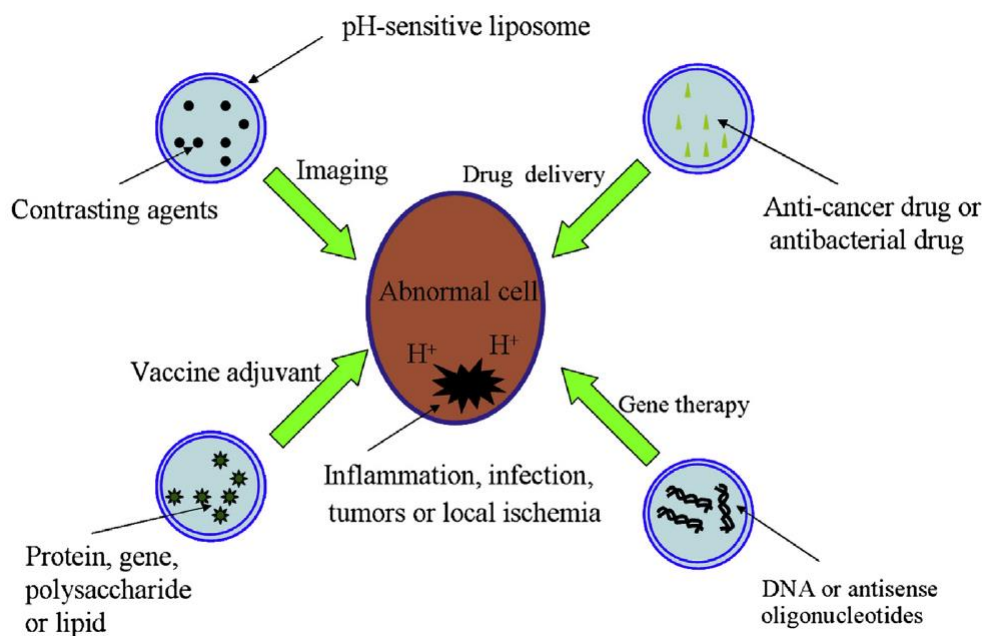 pH-sensitive liposome
Imaging
Drug delivery
Contrasting agents
Anti-cancer drug or
antibacterial drug
Abnormal cell
H⁺
H⁺
Vaccine adjuvant
Gene therapy
Inflammation, infection,
tumors or local ischemia
Protein, gene,
polysaccharide
or lipid
DNA or antisense
oligonucleotides